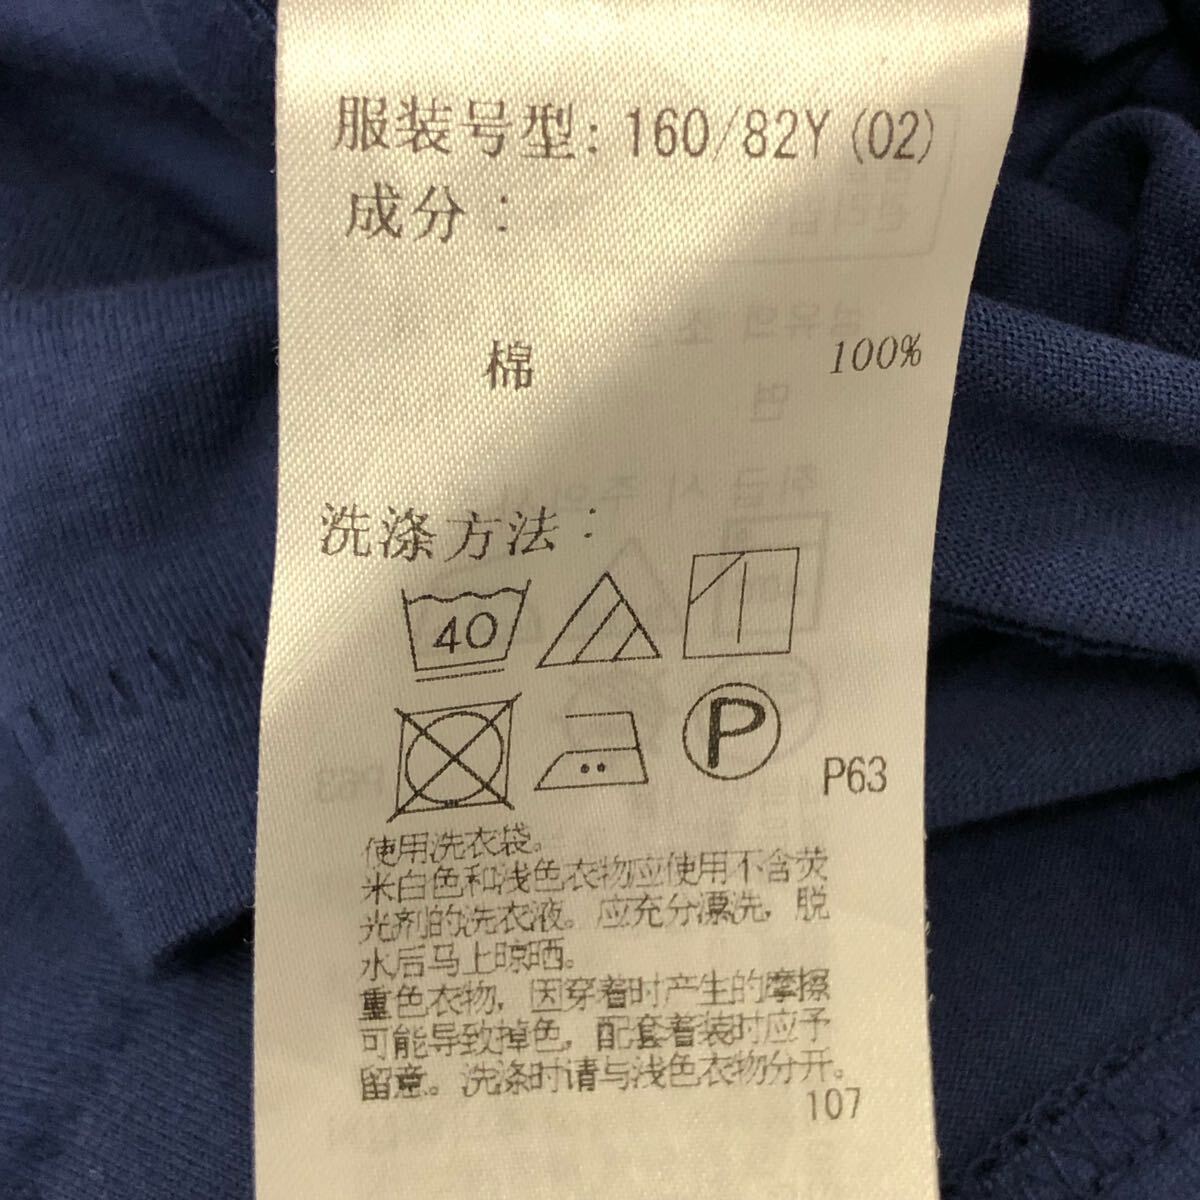 服装号型: 160/82Y (02)
成分：
棉 100%
洗涤方法：
40
P
P63
使用洗衣袋。
米白色和浅色衣物应使用不含荧
光剂的洗衣液。应充分漂洗，脱
水后马上晾晒。
重色衣物，因穿着时产生的摩擦
可能导致掉色，配套着装时应予
留意。洗涤时请与浅色衣物分开。
107